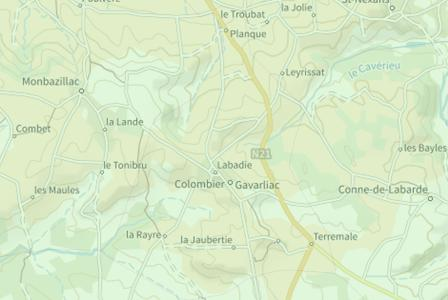 St-Nexans
la Jolie
le Troubat
Planque
le Cavérieu
Leyrissat
Monbazillac
la Lande
Combet
N21
les Bayles
le Tonibru
Labadie
Colombier
Gavarliac
les Maules
Conne-de-Labarde
la Rayre
la Jaubertie
Terremale